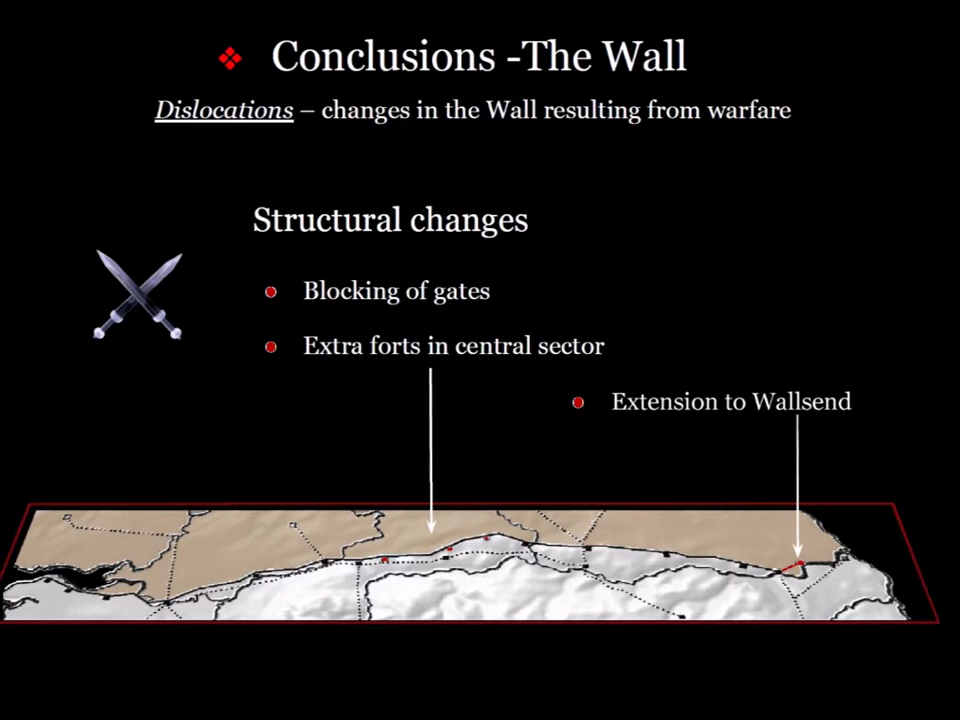 Conclusions -The Wall
Dislocations – changes in the Wall resulting from warfare
Structural changes
Blocking of gates
Extra forts in central sector
Extension to Wallsend